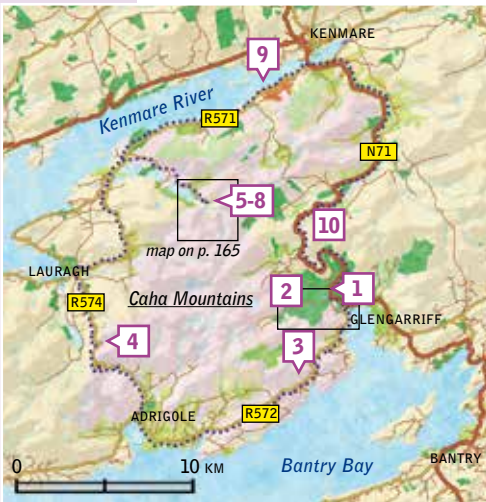 KENMARE
9
Kenmare River
R571
N71
5-8
10
map on p. 165
LAURAGH
1
2
Caha Mountains
R574
GLENGARRIFF
4
3
ADRIGOLE
R572
BANTRY
0 10 KM
Bantry Bay